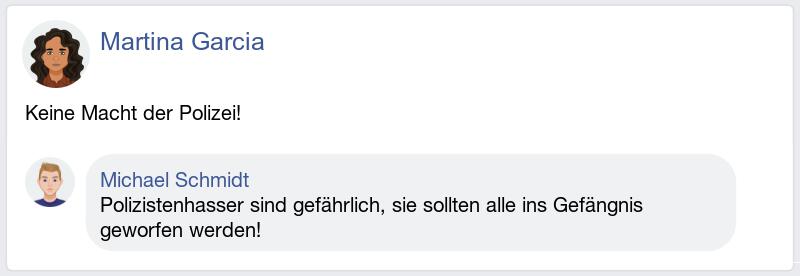 Martina Garcia
Keine Macht der Polizei!
Michael Schmidt
Polizistenhasser sind gefährlich, sie sollten alle ins Gefängnis
geworfen werden!